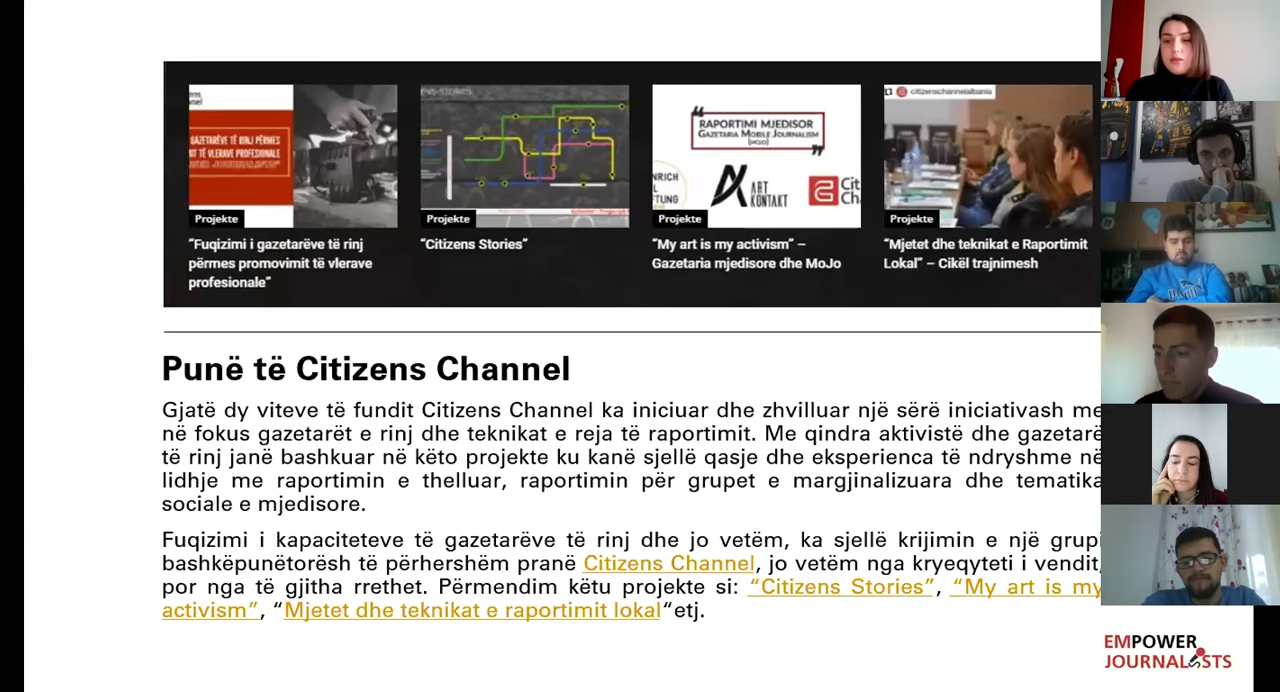 GAZETARËVE TË RINJ PËRMES
Projekte
"Fuqizimi i gazetarëve të rinj
përmes promovimit të vlerave
profesionale"
Projekte
"Citizens Stories"
RAPORTIMI MJEDISOR
GAZETARIA MOBILE JOURNALISM
ART
KONTAKT
Projekte
"My art is my activism" –
Gazetaria mjedisore dhe MoJo
citizenschannelalbania
Projekte
"Mjetet dhe teknikat e Raportimit
Lokal" – Cikël trajnimesh
Punë të Citizens Channel
Gjatë dy viteve të fundit Citizens Channel ka iniciuar dhe zhvilluar një sërë iniciativash me
në fokus gazetarët e rinj dhe teknikat e reja të raportimit. Me qindra aktivistë dhe gazetarë
të rinj janë bashkuar në këto projekte ku kanë sjellë qasje dhe eksperienca të ndryshme në
lidhje me raportimin e thelluar, raportimin për grupet e margjinalizuara dhe tematika
sociale e mjedisore.
Fuqizimi i kapaciteteve të gazetarëve të rinj dhe jo vetëm, ka sjellë krijimin e një grupi
bashkëpunëtorësh të përhershëm pranë Citizens Channel, jo vetëm nga kryeqyteti i vendit,
por nga të gjitha rrethet. Përmendim këtu projekte si: "Citizens Stories", "My art is my
activism", "Mjetet dhe teknikat e raportimit lokal"etj.
EMPOWER
JOURNALISTS